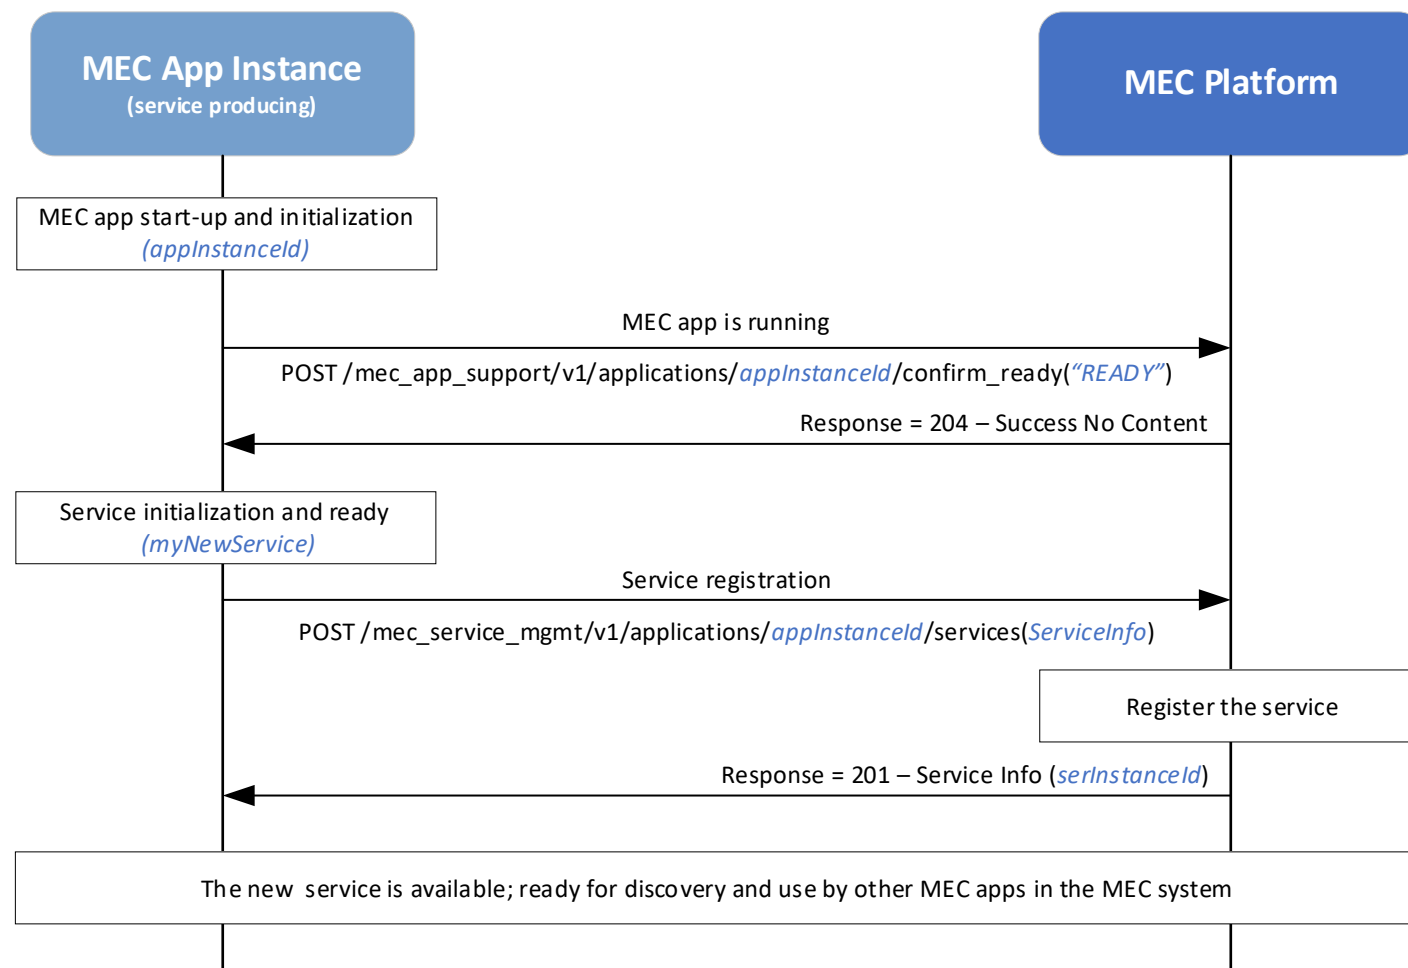 MEC App Instance
(service producing)
MEC Platform
MEC app start-up and initialization
(appInstanceId)
MEC app is running
POST /mec_app_support/v1/applications/appInstanceId/confirm_ready(“READY”)
Response = 204 – Success No Content
Service initialization and ready
(myNewService)
Service registration
POST /mec_service_mgmt/v1/applications/appInstanceId/services(ServiceInfo)
Register the service
Response = 201 – Service Info (serInstanceId)
The new service is available; ready for discovery and use by other MEC apps in the MEC system